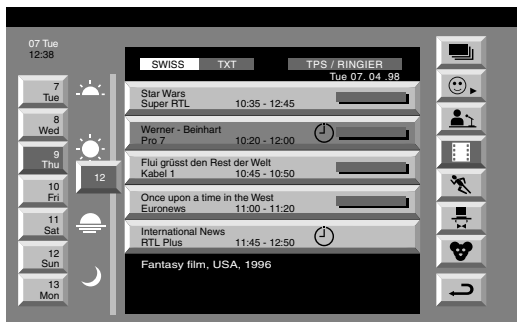 07 Tue
12:38
SWISS TXT TPS / RINGIER
Tue 07. 04 .98
7
Tue
8
Wed
9
Thu
10
Fri
11
Sat
12
Sun
13
Mon
12
Star Wars
Super RTL 10:35 - 12:45
Werner - Beinhart
Pro 7 10:20 - 12:00
Flui grüsst den Rest der Welt
Kabel 1 10:45 - 10:50
Once upon a time in the West
Euronews 11:00 - 11:20
International News
RTL Plus 11:45 - 12:50
Fantasy film, USA, 1996